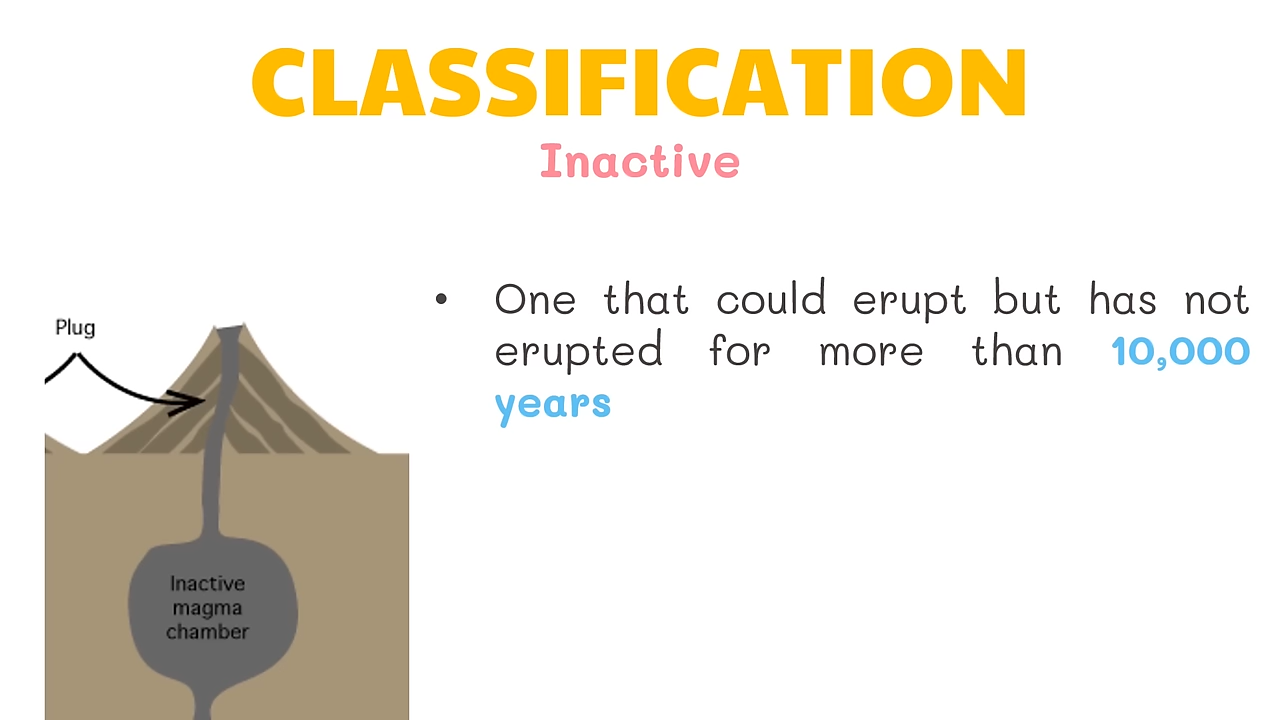 CLASSIFICATION
Inactive
• One that could erupt but has not
erupted for more than 10,000
years
Plug
Inactive
magma
chamber